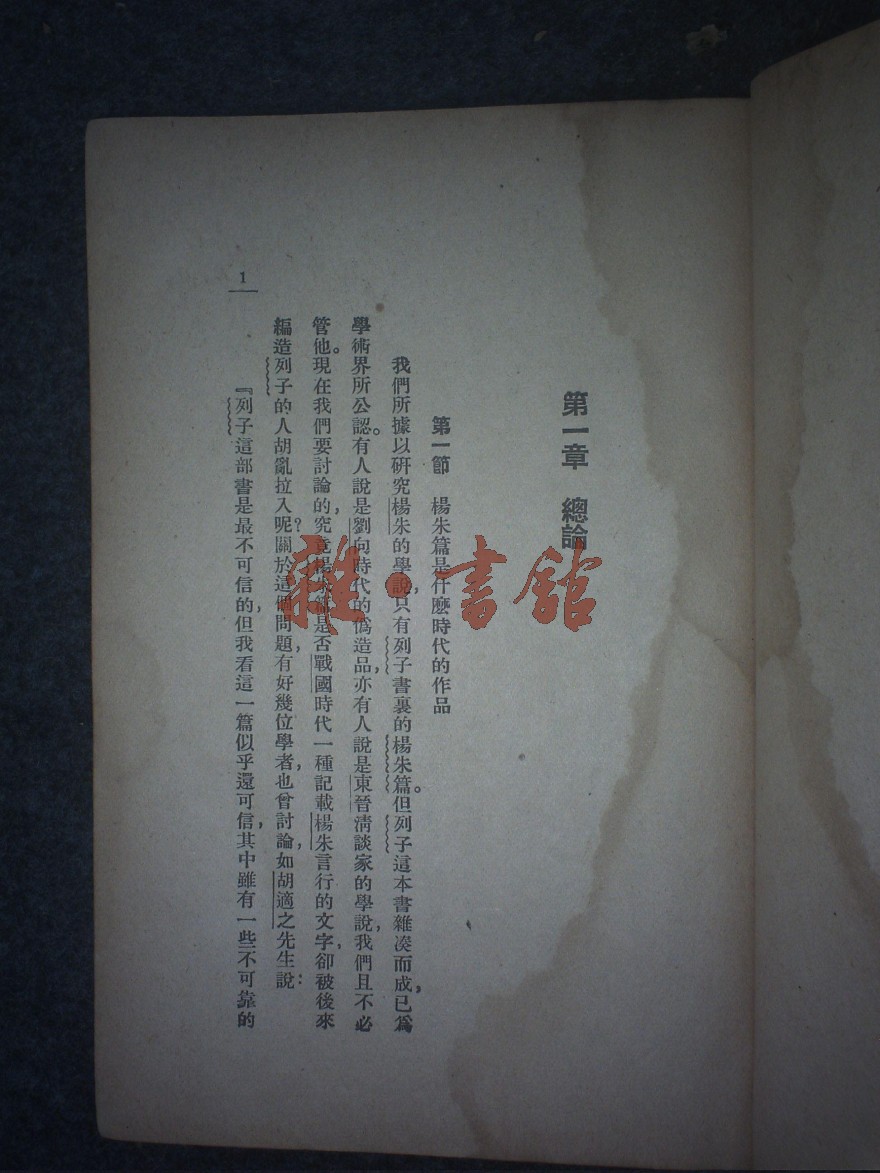 第一章　總論
第一節　楊朱篇是什麼時代的作品
我們所據以研究楊朱的學說，只有列子書裏的楊朱篇。但列子這本書雜凑而成，已爲
學術界所公認。有人說是劉向時代的僞造品，亦有人說是東晉淸談家的學說，我們且不必
管他。現在我們要討論的，究竟楊朱篇是否戰國時代一種記載楊朱言行的文字，卻被後來
編造列子的人胡亂拉入呢？關於這個問題，有好幾位學者，也曾討論，如胡適之先生說：
『列子這部書是最不可信的，但我看這一篇似乎還可信，其中雖有一些不可靠的
1
雜·書館